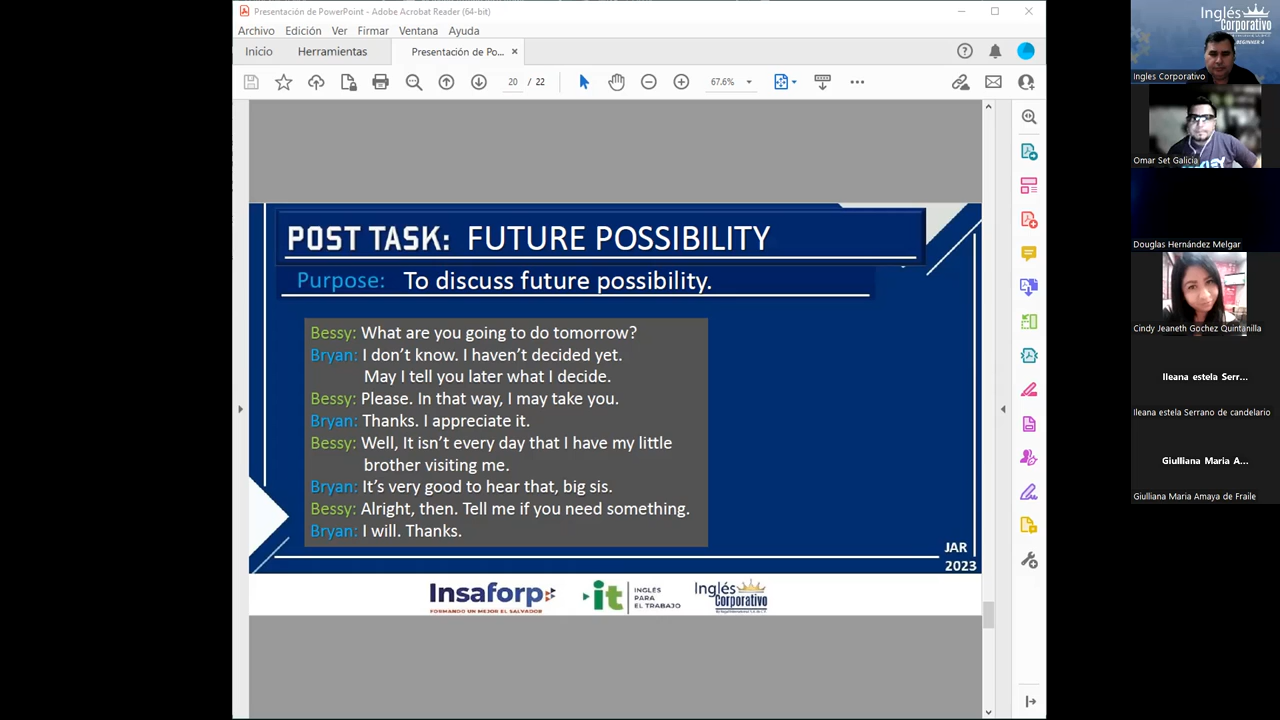 Presentación de PowerPoint - Adobe Acrobat Reader (64-bit)
Archivo Edición Ver Firmar Ventana Ayuda
Inicio Herramientas Presentación de Po... ×
20 / 22 67.6%
POST TASK: FUTURE POSSIBILITY
Purpose: To discuss future possibility.
Bessy: What are you going to do tomorrow?
Bryan: I don't know. I haven't decided yet.
May I tell you later what I decide.
Bessy: Please. In that way, I may take you.
Bryan: Thanks. I appreciate it.
Bessy: Well, It isn't every day that I have my little
brother visiting me.
Bryan: It's very good to hear that, big sis.
Bessy: Alright, then. Tell me if you need something.
Bryan: I will. Thanks.
JAR
2023
Insaforp
FORMANDO UN MEJOR EL SALVADOR
it INGLÉS
PARA
EL TRABAJO
Inglés
Corporativo
Inglés
Corporativo
BEGINNER 4
Ingles Corporativo
Omar Set Galicia
Douglas Hernández Melgar
Cindy Jeaneth Gochez Quintanilla
Ileana estela Serr...
Ileana estela Serrano de candelario
Giulliana Maria A...
Giulliana Maria Amaya de Fraile